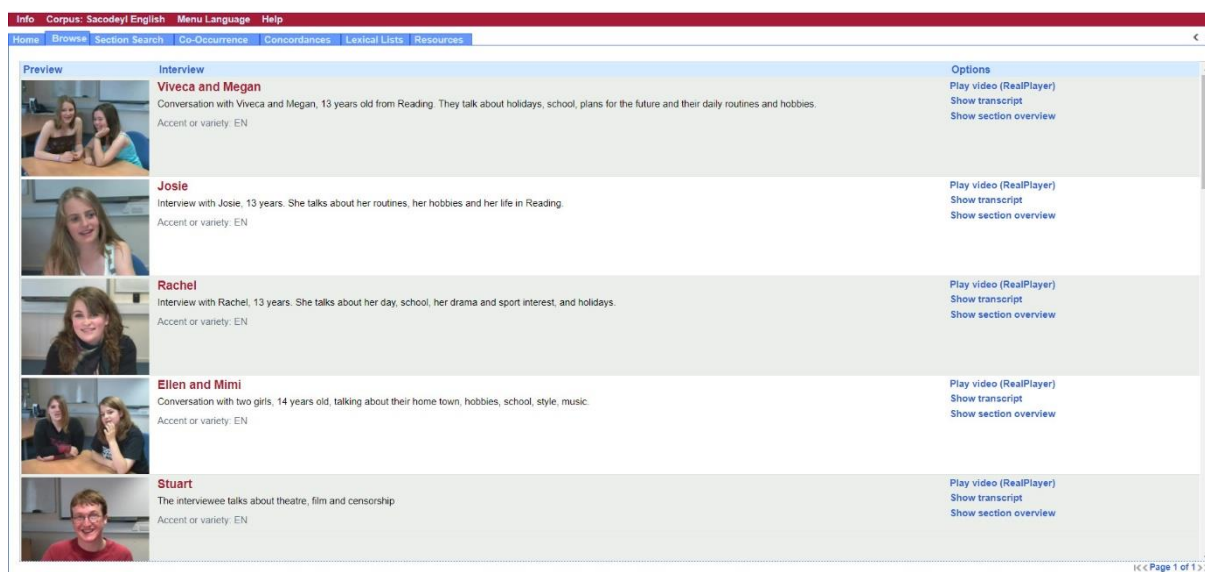 Info Corpus: Sacodeyl English Menu Language Help
Home Browse Section Search Co-Occurrence Concordances Lexical Lists Resources <
Preview Interview Options
Viveca and Megan
Conversation with Viveca and Megan, 13 years old from Reading. They talk about holidays, school, plans for the future and their daily routines and hobbies.
Accent or variety: EN
Play video (RealPlayer)
Show transcript
Show section overview
Josie
Interview with Josie, 13 years. She talks about her routines, her hobbies and her life in Reading.
Accent or variety: EN
Play video (RealPlayer)
Show transcript
Show section overview
Rachel
Interview with Rachel, 13 years. She talks about her day, school, her drama and sport interest, and holidays.
Accent or variety: EN
Play video (RealPlayer)
Show transcript
Show section overview
Ellen and Mimi
Conversation with two girls, 14 years old, talking about their home town, hobbies, school, style, music.
Accent or variety: EN
Play video (RealPlayer)
Show transcript
Show section overview
Stuart
The interviewee talks about theatre, film and censorship
Accent or variety: EN
Play video (RealPlayer)
Show transcript
Show section overview
|< < Page 1 of 1 >